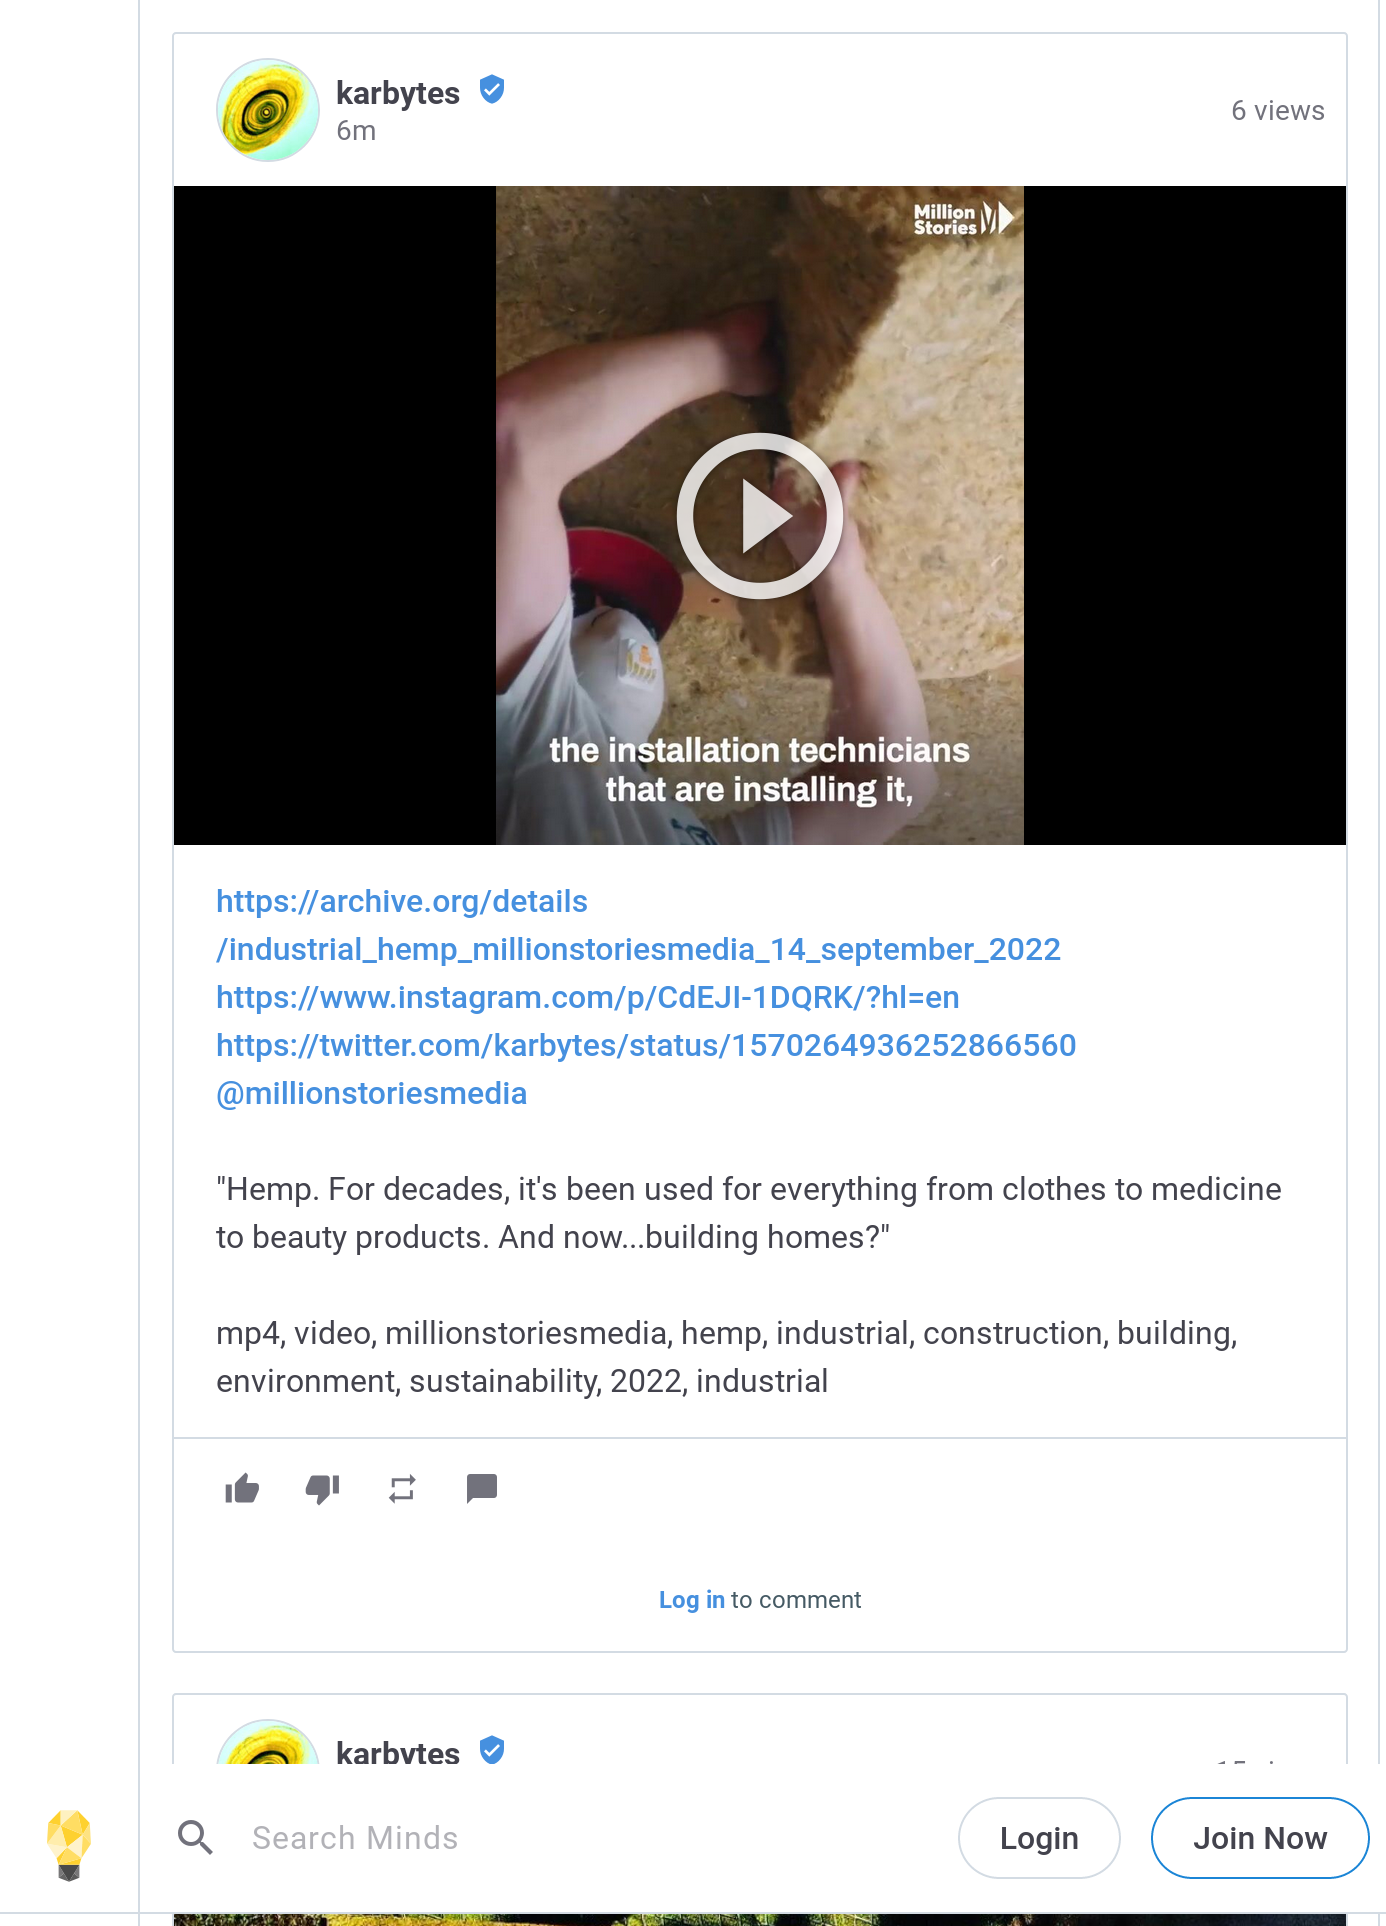 karbytes
6m
6 views
Million
Stories
the installation technicians
that are installing it,
https://archive.org/details
/industrial_hemp_millionstoriesmedia_14_september_2022
https://www.instagram.com/p/CdEJI-1DQRK/?hl=en
https://twitter.com/karbytes/status/1570264936252866560
@millionstoriesmedia
"Hemp. For decades, it's been used for everything from clothes to medicine
to beauty products. And now...building homes?"
mp4, video, millionstoriesmedia, hemp, industrial, construction, building,
environment, sustainability, 2022, industrial
Log in to comment
karbytes
Search Minds
Login
Join Now